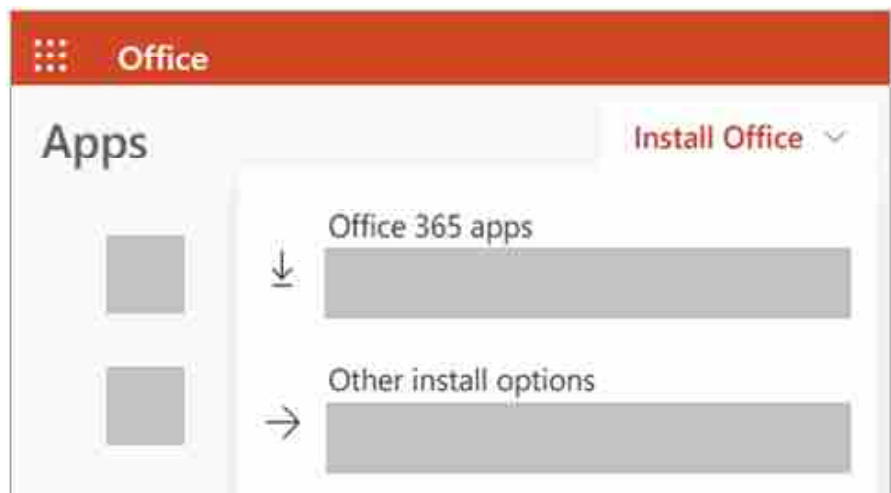 Office
Apps
Install Office
Office 365 apps
Other install options